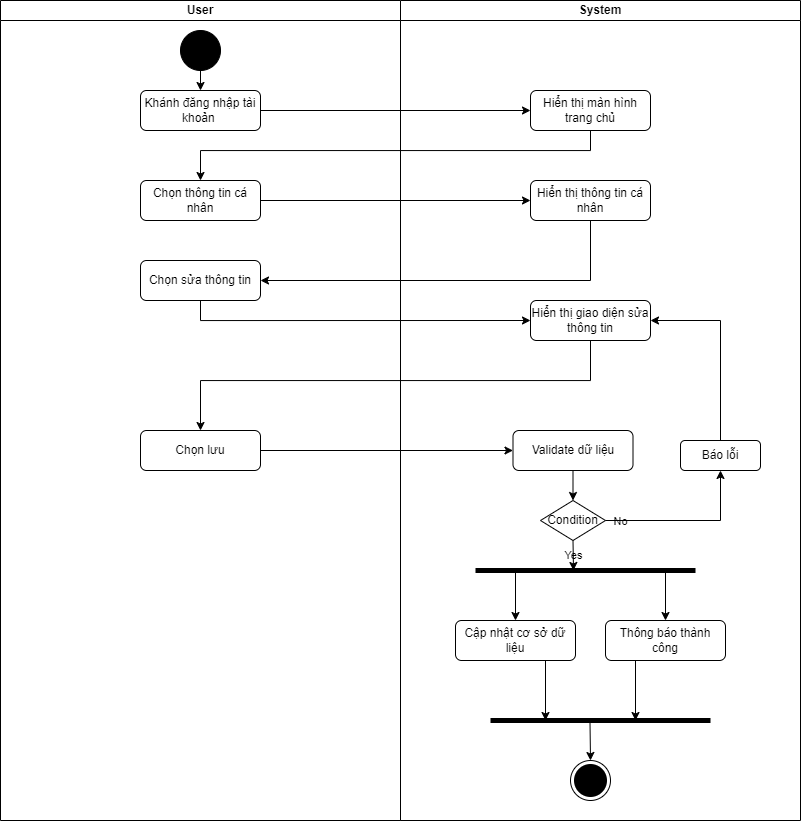 User
System
Khánh đăng nhập tài
khoản
Hiển thị màn hình
trang chủ
Chọn thông tin cá
nhân
Hiển thị thông tin cá
nhân
Chọn sửa thông tin
Hiển thị giao diện sửa
thông tin
Chọn lưu
Validate dữ liệu
Báo lỗi
Condition
No
Yes
Cập nhật cơ sở dữ
liệu
Thông báo thành
công